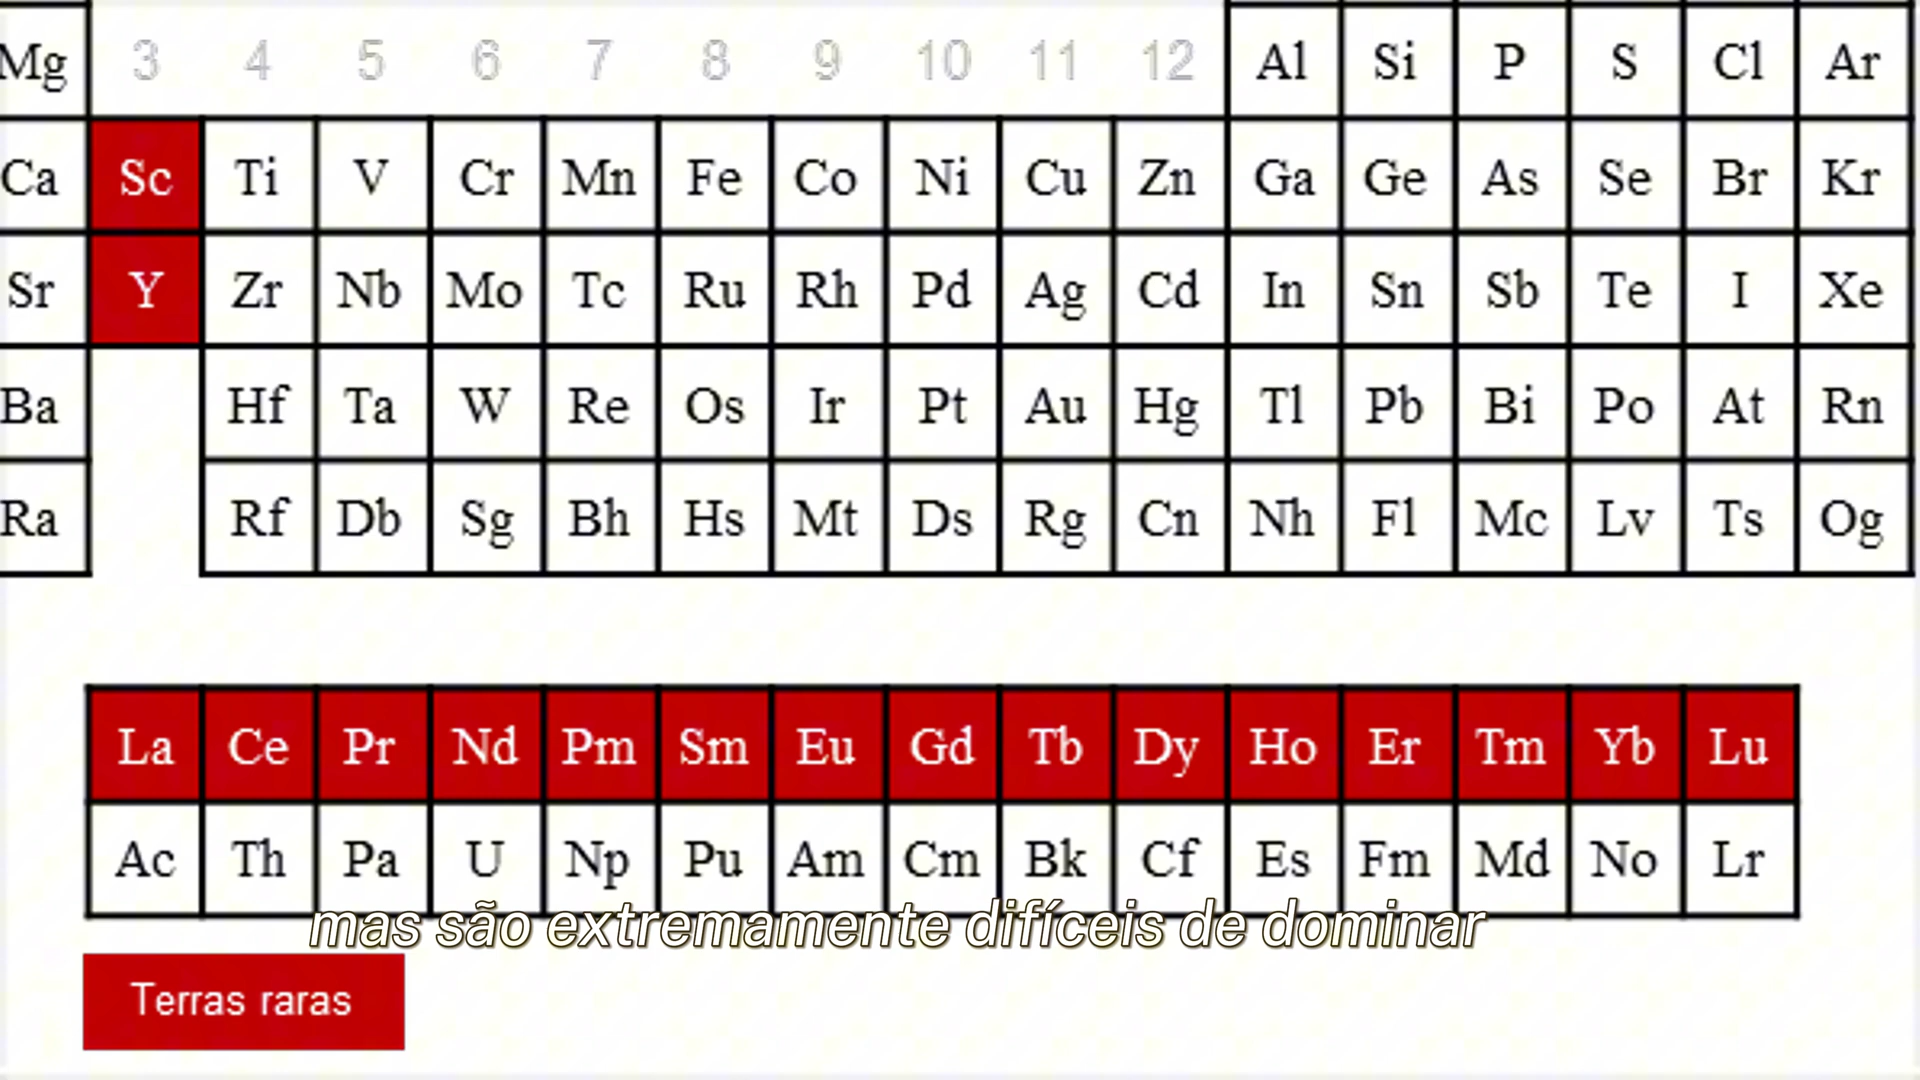 Mg 3 4 5 6 7 8 9 10 11 12 Al Si P S Cl Ar
Ca Sc Ti V Cr Mn Fe Co Ni Cu Zn Ga Ge As Se Br Kr
Sr Y Zr Nb Mo Tc Ru Rh Pd Ag Cd In Sn Sb Te I Xe
Ba Hf Ta W Re Os Ir Pt Au Hg Tl Pb Bi Po At Rn
Ra Rf Db Sg Bh Hs Mt Ds Rg Cn Nh Fl Mc Lv Ts Og
La Ce Pr Nd Pm Sm Eu Gd Tb Dy Ho Er Tm Yb Lu
Ac Th Pa U Np Pu Am Cm Bk Cf Es Fm Md No Lr
mas são extremamente difíceis de dominar
Terras raras